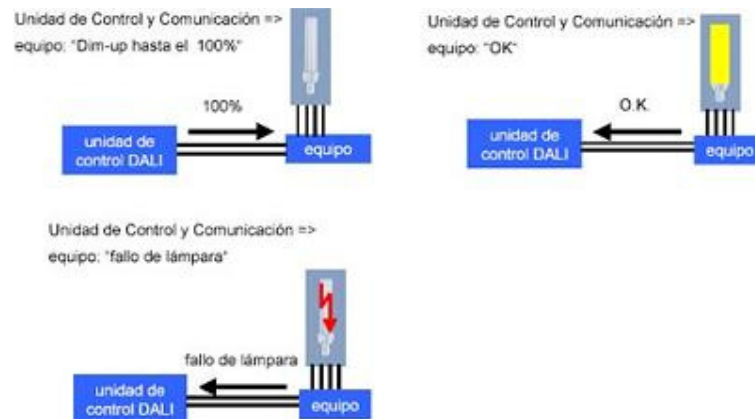 Unidad de Control y Comunicación =>
equipo: "Dim-up hasta el 100%"
100%
unidad de
control DALI
equipo
Unidad de Control y Comunicación =>
equipo: "OK"
O.K.
unidad de
control DALI
equipo
Unidad de Control y Comunicación =>
equipo: "fallo de lámpara"
fallo de lámpara
unidad de
control DALI
equipo